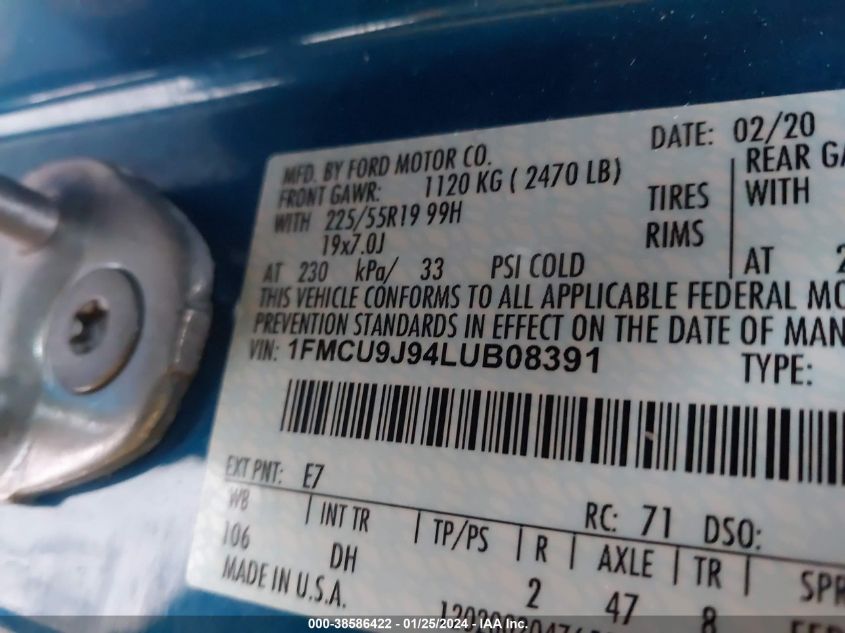 MFD. BY FORD MOTOR CO.
DATE: 02/20
FRONT GAWR: 1120 KG ( 2470 LB)
REAR GA
WITH 225/55R19 99H TIRES WITH
19x7.0J RIMS
AT 230 kPa/ 33 PSI COLD AT 2
THIS VEHICLE CONFORMS TO ALL APPLICABLE FEDERAL MO
PREVENTION STANDARDS IN EFFECT ON THE DATE OF MAN
VIN: 1FMCU9J94LUB08391
TYPE:
EXT PNT: E7 RC: 71 DSO:
WB INT TR TP/PS R AXLE TR SPR
106 DH 2 47 8
MADE IN U.S.A.
000-38586422 - 01/25/2024 - IAA Inc.